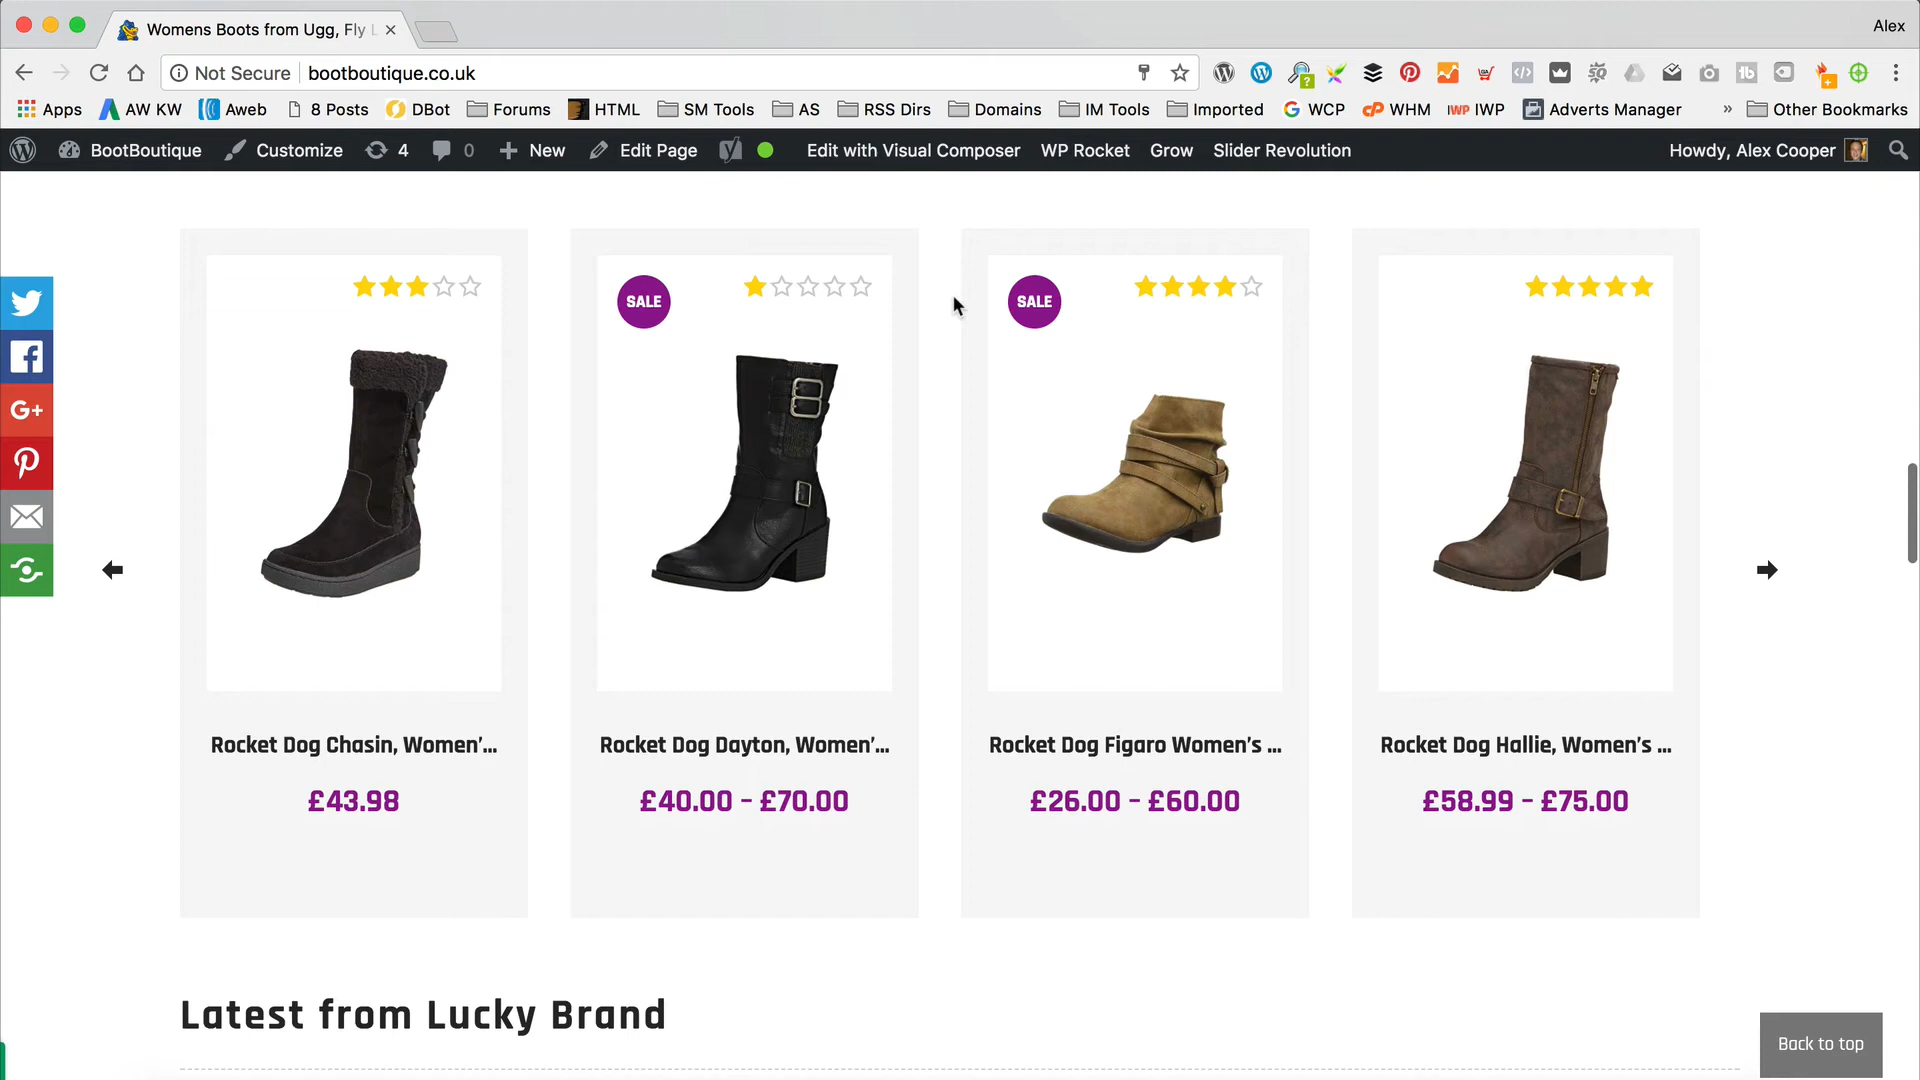 Womens Boots from Ugg, Fly L
Alex
Not Secure
bootboutique.co.uk
Apps
AW KW
Aweb
8 Posts
DBot
Forums
HTML
SM Tools
AS
RSS Dirs
Domains
IM Tools
Imported
WCP
WHM
IWP
Adverts Manager
»
Other Bookmarks
BootBoutique
Customize
4
0
New
Edit Page
Edit with Visual Composer
WP Rocket
Grow
Slider Revolution
Howdy, Alex Cooper
SALE
SALE
G+
Rocket Dog Chasin, Women’...
Rocket Dog Dayton, Women’...
Rocket Dog Figaro Women’s ...
Rocket Dog Hallie, Women’s ...
£43.98
£40.00 – £70.00
£26.00 – £60.00
£58.99 – £75.00
Latest from Lucky Brand
Back to top